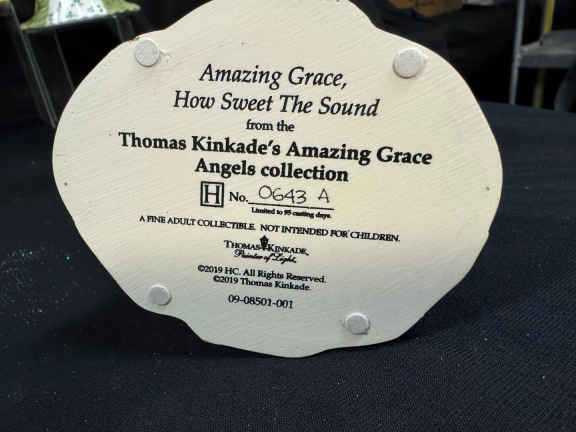 Amazing Grace,
How Sweet The Sound
from the
Thomas Kinkade's Amazing Grace
Angels collection
H No. 0643 A
Limited to 95 casting days.
A FINE ADULT COLLECTIBLE. NOT INTENDED FOR CHILDREN.
THOMAS KINKADE,
Painter of Light,
©2019 HC. All Rights Reserved.
©2019 Thomas Kinkade.
09-08501-001